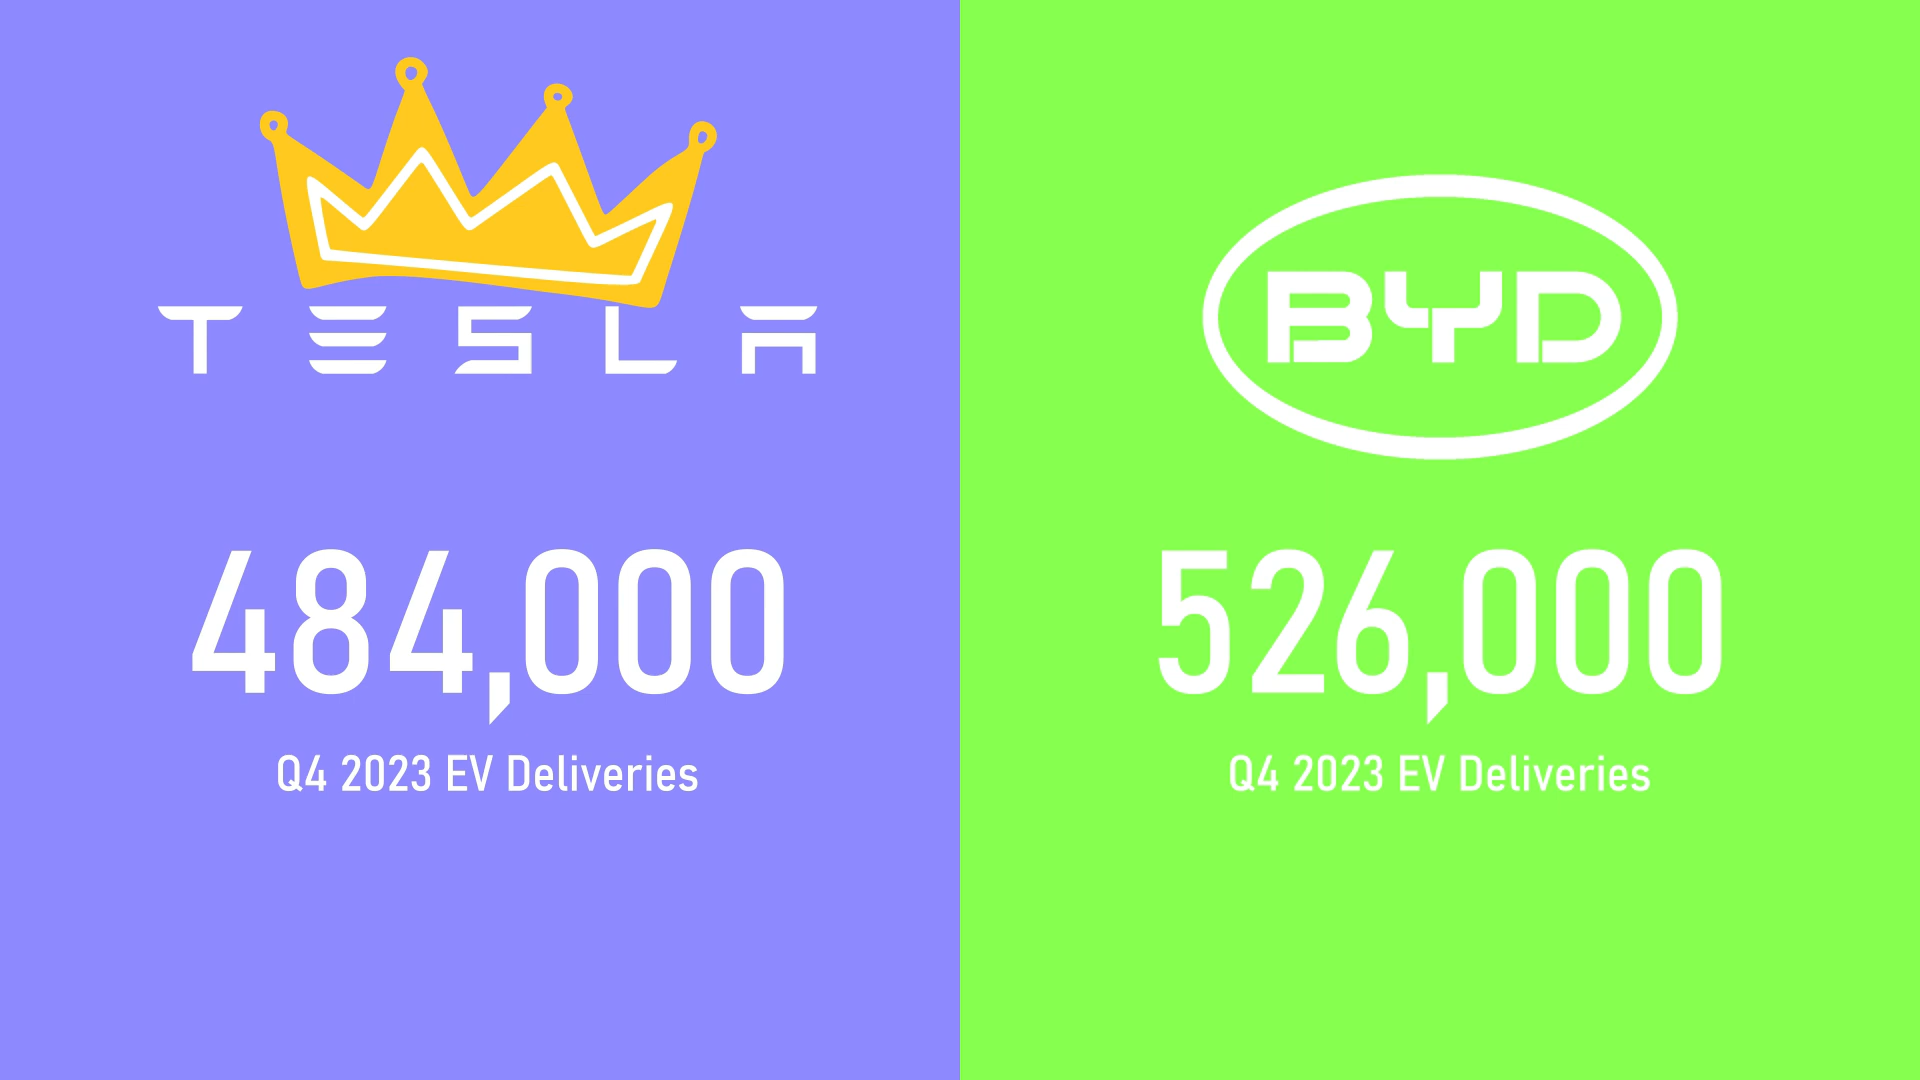 TESLA
484,000
Q4 2023 EV Deliveries
BYD
526,000
Q4 2023 EV Deliveries